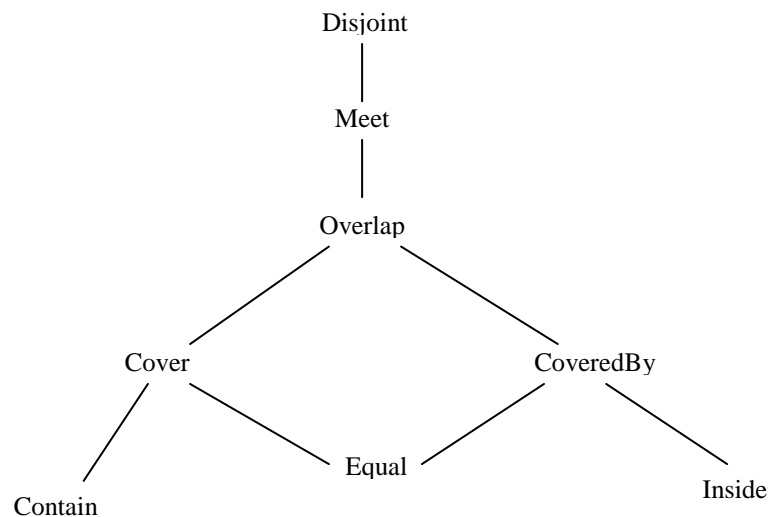 Disjoint
Meet
Overlap
Cover
CoveredBy
Equal
Inside
Contain